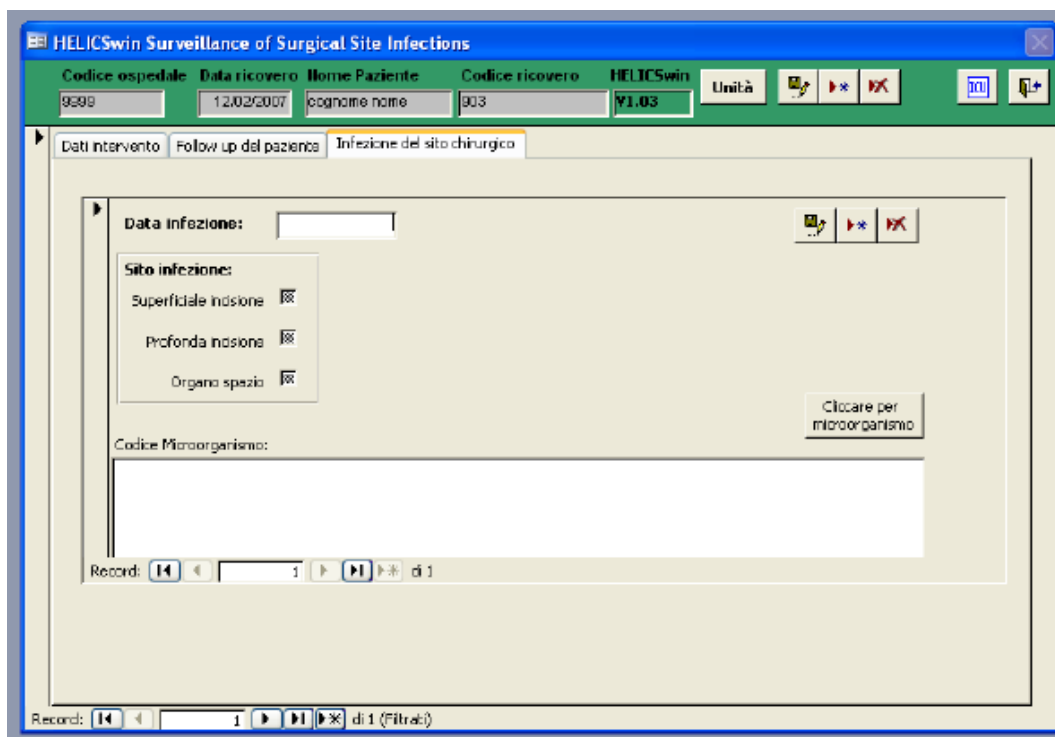 HELICSwin Surveillance of Surgical Site Infections
Codice ospedale Data ricovero Nome Paziente Codice ricovero HELICSwin
9999 12/02/2007 cognome nome 903 V1.03 Unità ICU
Dati intervento Follow up del paziente Infezione del sito chirurgico
Data infezione:
Sito infezione:
Superficiale incisione
Profonda incisione
Organo spazio
Cliccare per
microorganismo
Codice Microorganismo:
Record: 1 di 1
Record: 1 di 1 (Filtrati)